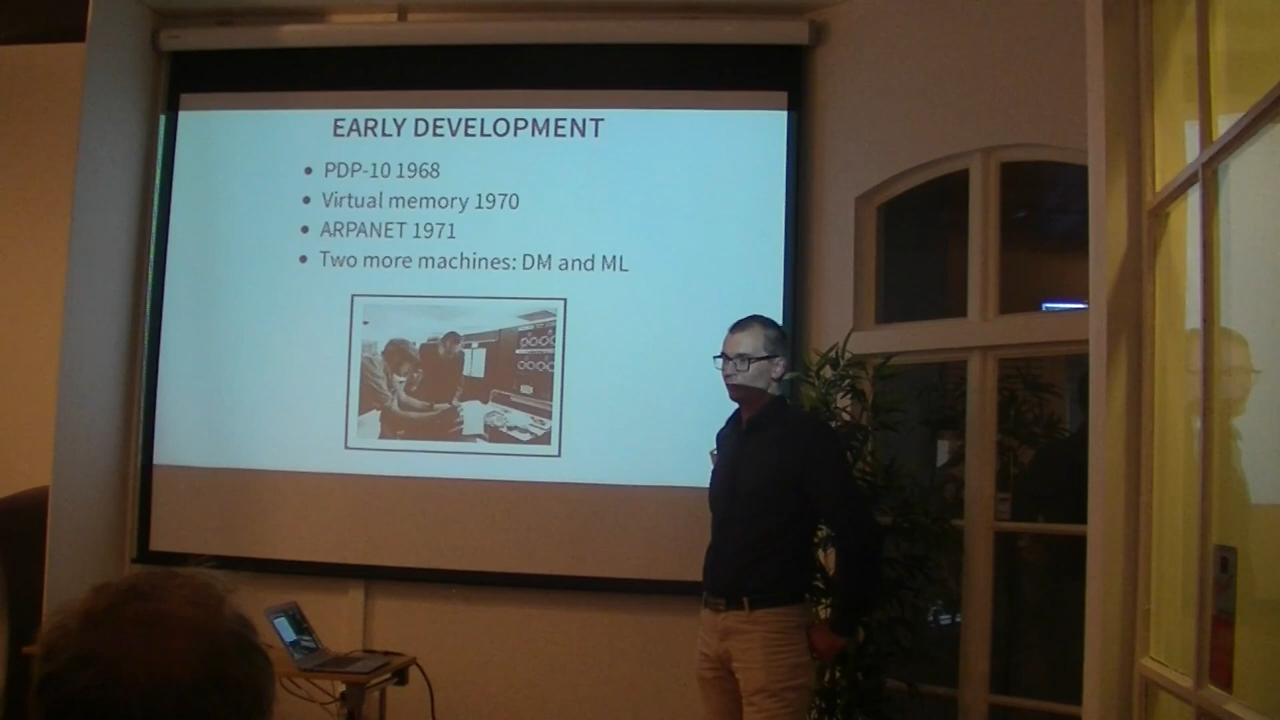 EARLY DEVELOPMENT
• PDP-10 1968
• Virtual memory 1970
• ARPANET 1971
• Two more machines: DM and ML